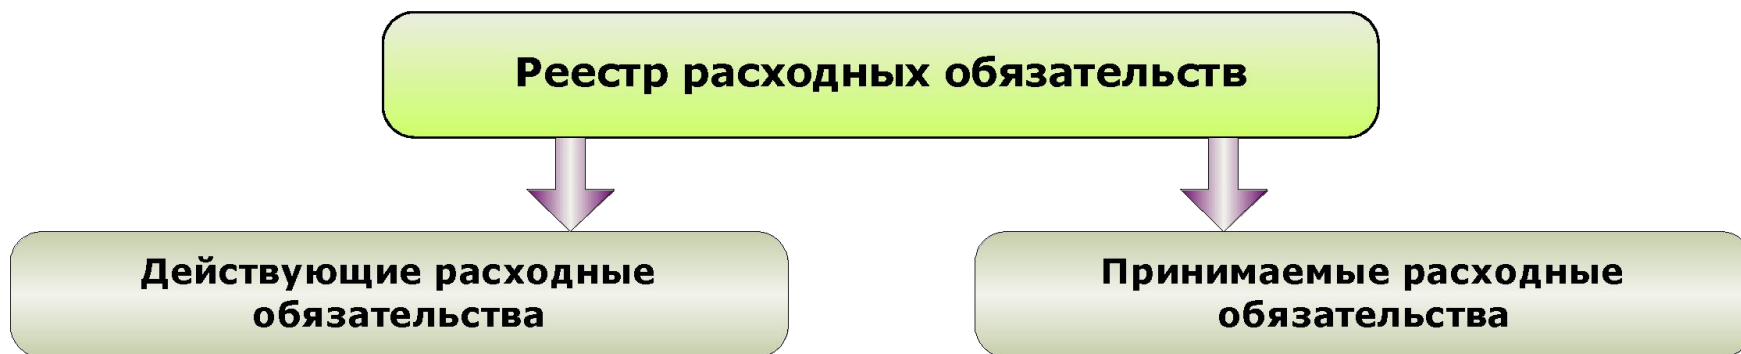 Реестр расходных обязательств
Действующие расходные
обязательства
Принимаемые расходные
обязательства